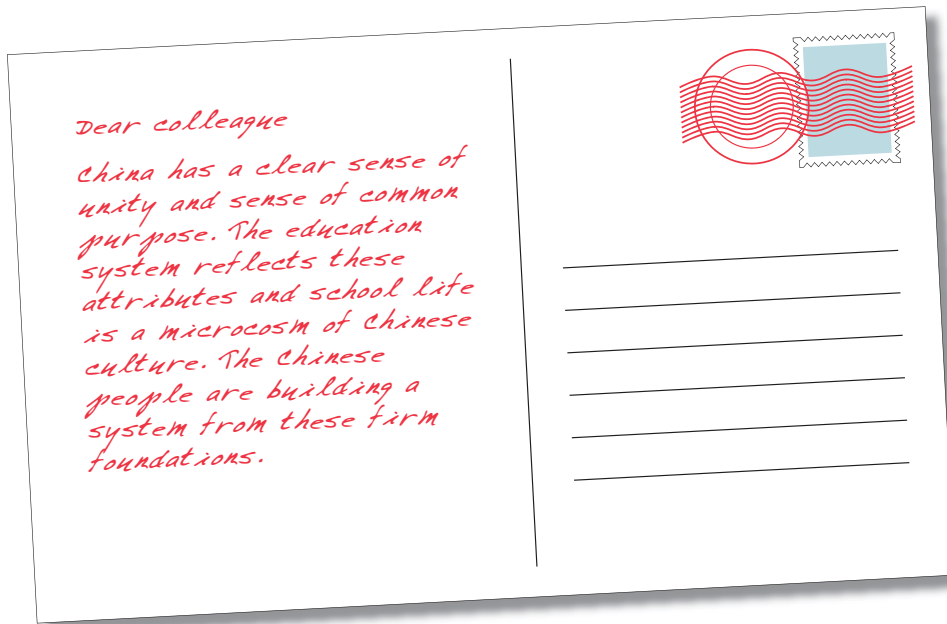 Dear colleague
China has a clear sense of
unity and sense of common
purpose. The education
system reflects these
attributes and school life
is a microcosm of Chinese
culture. The Chinese
people are building a
system from these firm
foundations.